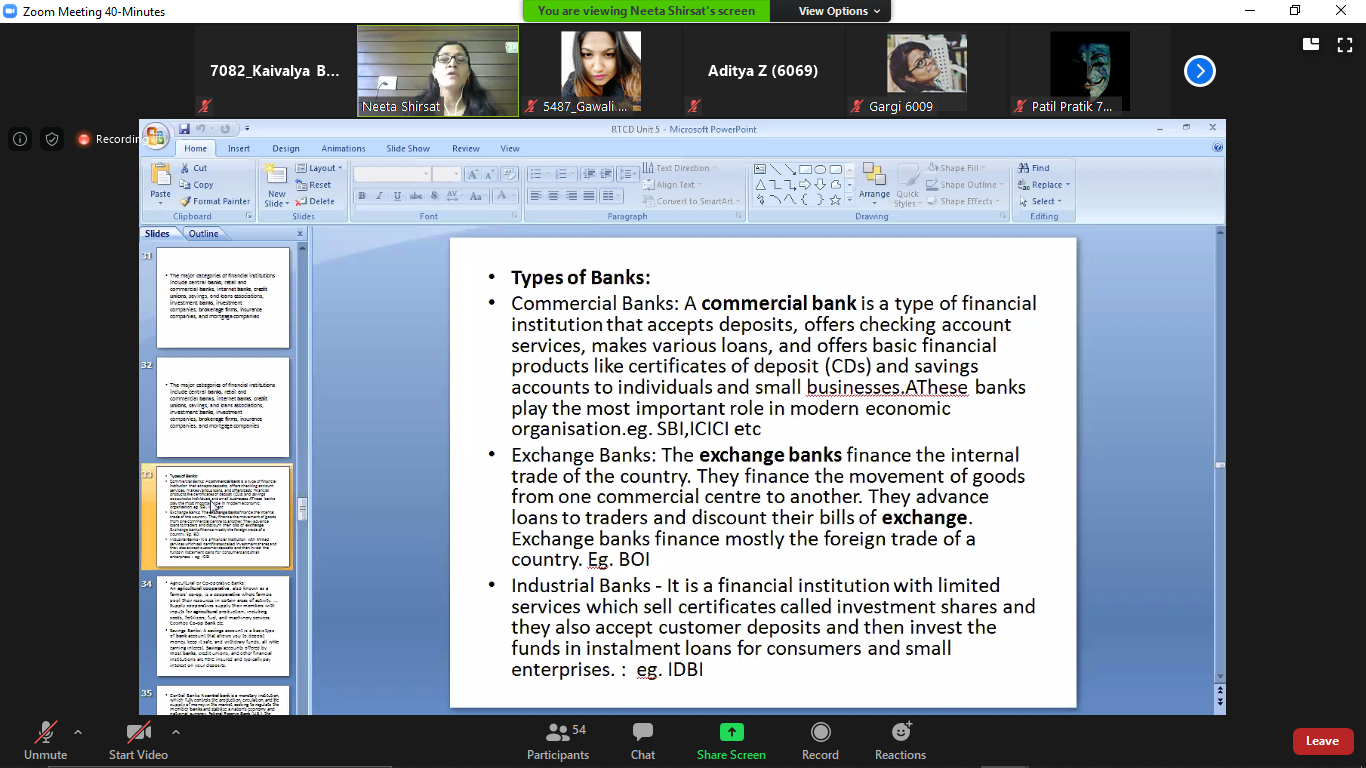 Zoom Meeting 40-Minutes
You are viewing Neeta Shirsat's screen
View Options
7082_Kaivalya B...
Neeta Shirsat
5487_Gawali ...
Aditya Z (6069)
Gargi 6009
Patil Pratik 7...
Recording
RTCD Unit 5 - Microsoft PowerPoint
Home Insert Design Animations Slide Show Review View
Paste
Cut
Copy
Format Painter
Clipboard
New Slide
Layout
Reset
Delete
Slides
Font
Text Direction
Align Text
Convert to SmartArt
Paragraph
Arrange
Quick Styles
Shape Fill
Shape Outline
Shape Effects
Drawing
Find
Replace
Select
Editing
Slides Outline
31
• The major categories of financial institutions
include central banks, retail and
commercial banks, internet banks, credit
unions, savings, and loans associations,
investment banks, investment
companies, brokerage firms, insurance
companies, and mortgage companies
32
• The major categories of financial institutions
include central banks, retail and
commercial banks, internet banks, credit
unions, savings, and loans associations,
investment banks, investment
companies, brokerage firms, insurance
companies, and mortgage companies
33
34
• Agricultural or Co-operative Banks:
35
• Types of Banks:
• Commercial Banks: A commercial bank is a type of financial
institution that accepts deposits, offers checking account
services, makes various loans, and offers basic financial
products like certificates of deposit (CDs) and savings
accounts to individuals and small businesses.AThese banks
play the most important role in modern economic
organisation.eg. SBI,ICICI etc
• Exchange Banks: The exchange banks finance the internal
trade of the country. They finance the movement of goods
from one commercial centre to another. They advance
loans to traders and discount their bills of exchange.
Exchange banks finance mostly the foreign trade of a
country. Eg. BOI
• Industrial Banks - It is a financial institution with limited
services which sell certificates called investment shares and
they also accept customer deposits and then invest the
funds in instalment loans for consumers and small
enterprises. : eg. IDBI
Unmute
Start Video
Participants
54
Chat
Share Screen
Record
Reactions
Leave